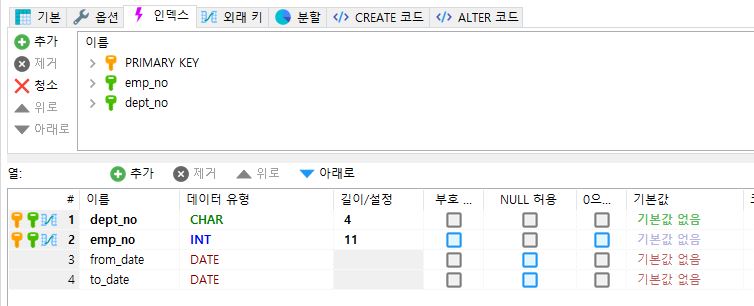 기본 옵션 인덱스 외래 키 분할 CREATE 코드 ALTER 코드
추가 이름
제거 PRIMARY KEY
청소 emp_no
위로 dept_no
아래로
열: 추가 제거 위로 아래로
# 이름 데이터 유형 길이/설정 부호 ... NULL 허용 0으... 기본값
1 dept_no CHAR 4 기본값 없음
2 emp_no INT 11 기본값 없음
3 from_date DATE 기본값 없음
4 to_date DATE 기본값 없음